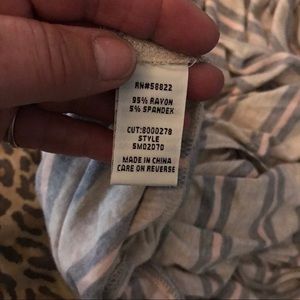 RN#58822
95% RAYON
5% SPANDEX
CUT:8000278
STYLE
SM02070
MADE IN CHINA
CARE ON REVERSE